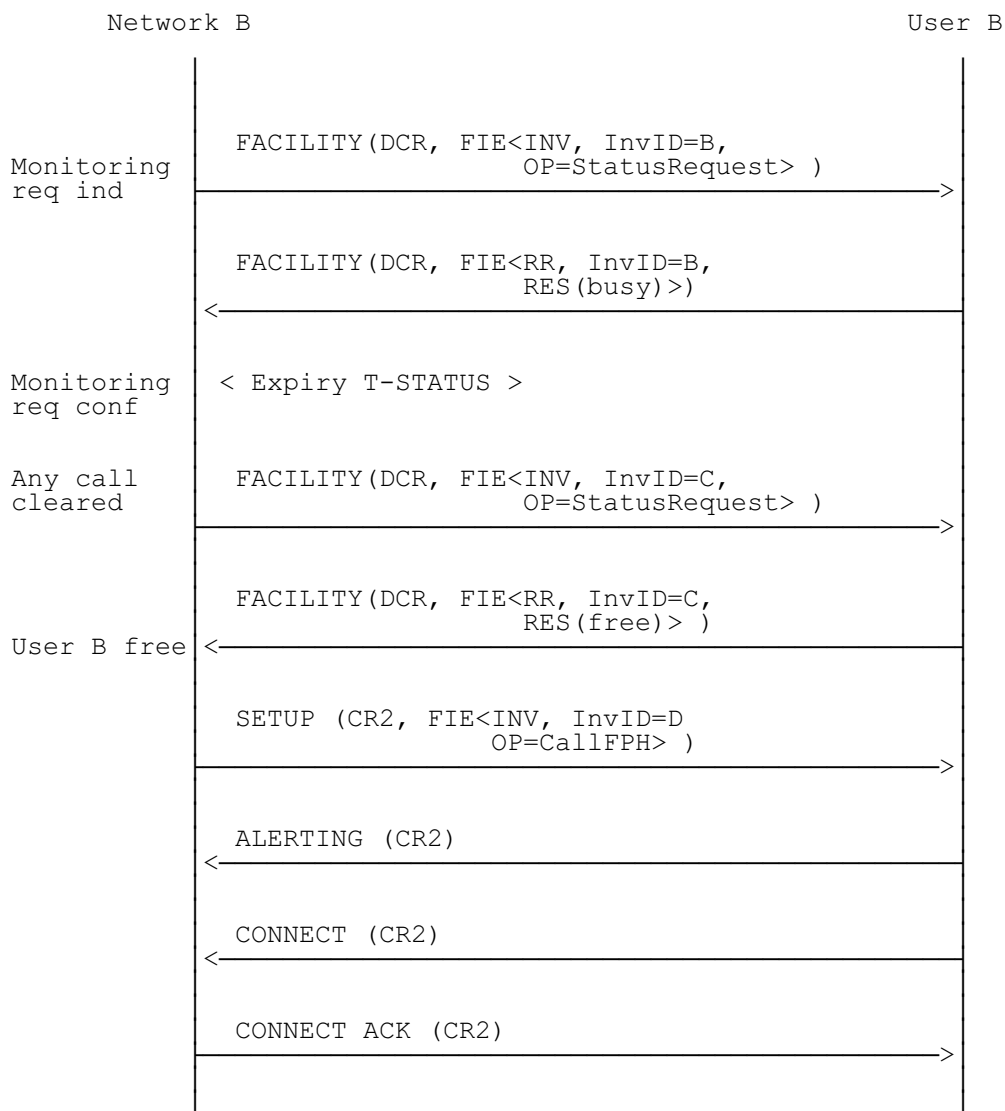 Network B
User B
FACILITY(DCR, FIE<INV, InvID=B,
OP=StatusRequest> )
Monitoring
req ind
FACILITY(DCR, FIE<RR, InvID=B,
RES(busy)>)
Monitoring
req conf
< Expiry T-STATUS >
Any call
cleared
FACILITY(DCR, FIE<INV, InvID=C,
OP=StatusRequest> )
FACILITY(DCR, FIE<RR, InvID=C,
RES(free)> )
User B free
SETUP (CR2, FIE<INV, InvID=D
OP=CallFPH> )
ALERTING (CR2)
CONNECT (CR2)
CONNECT ACK (CR2)